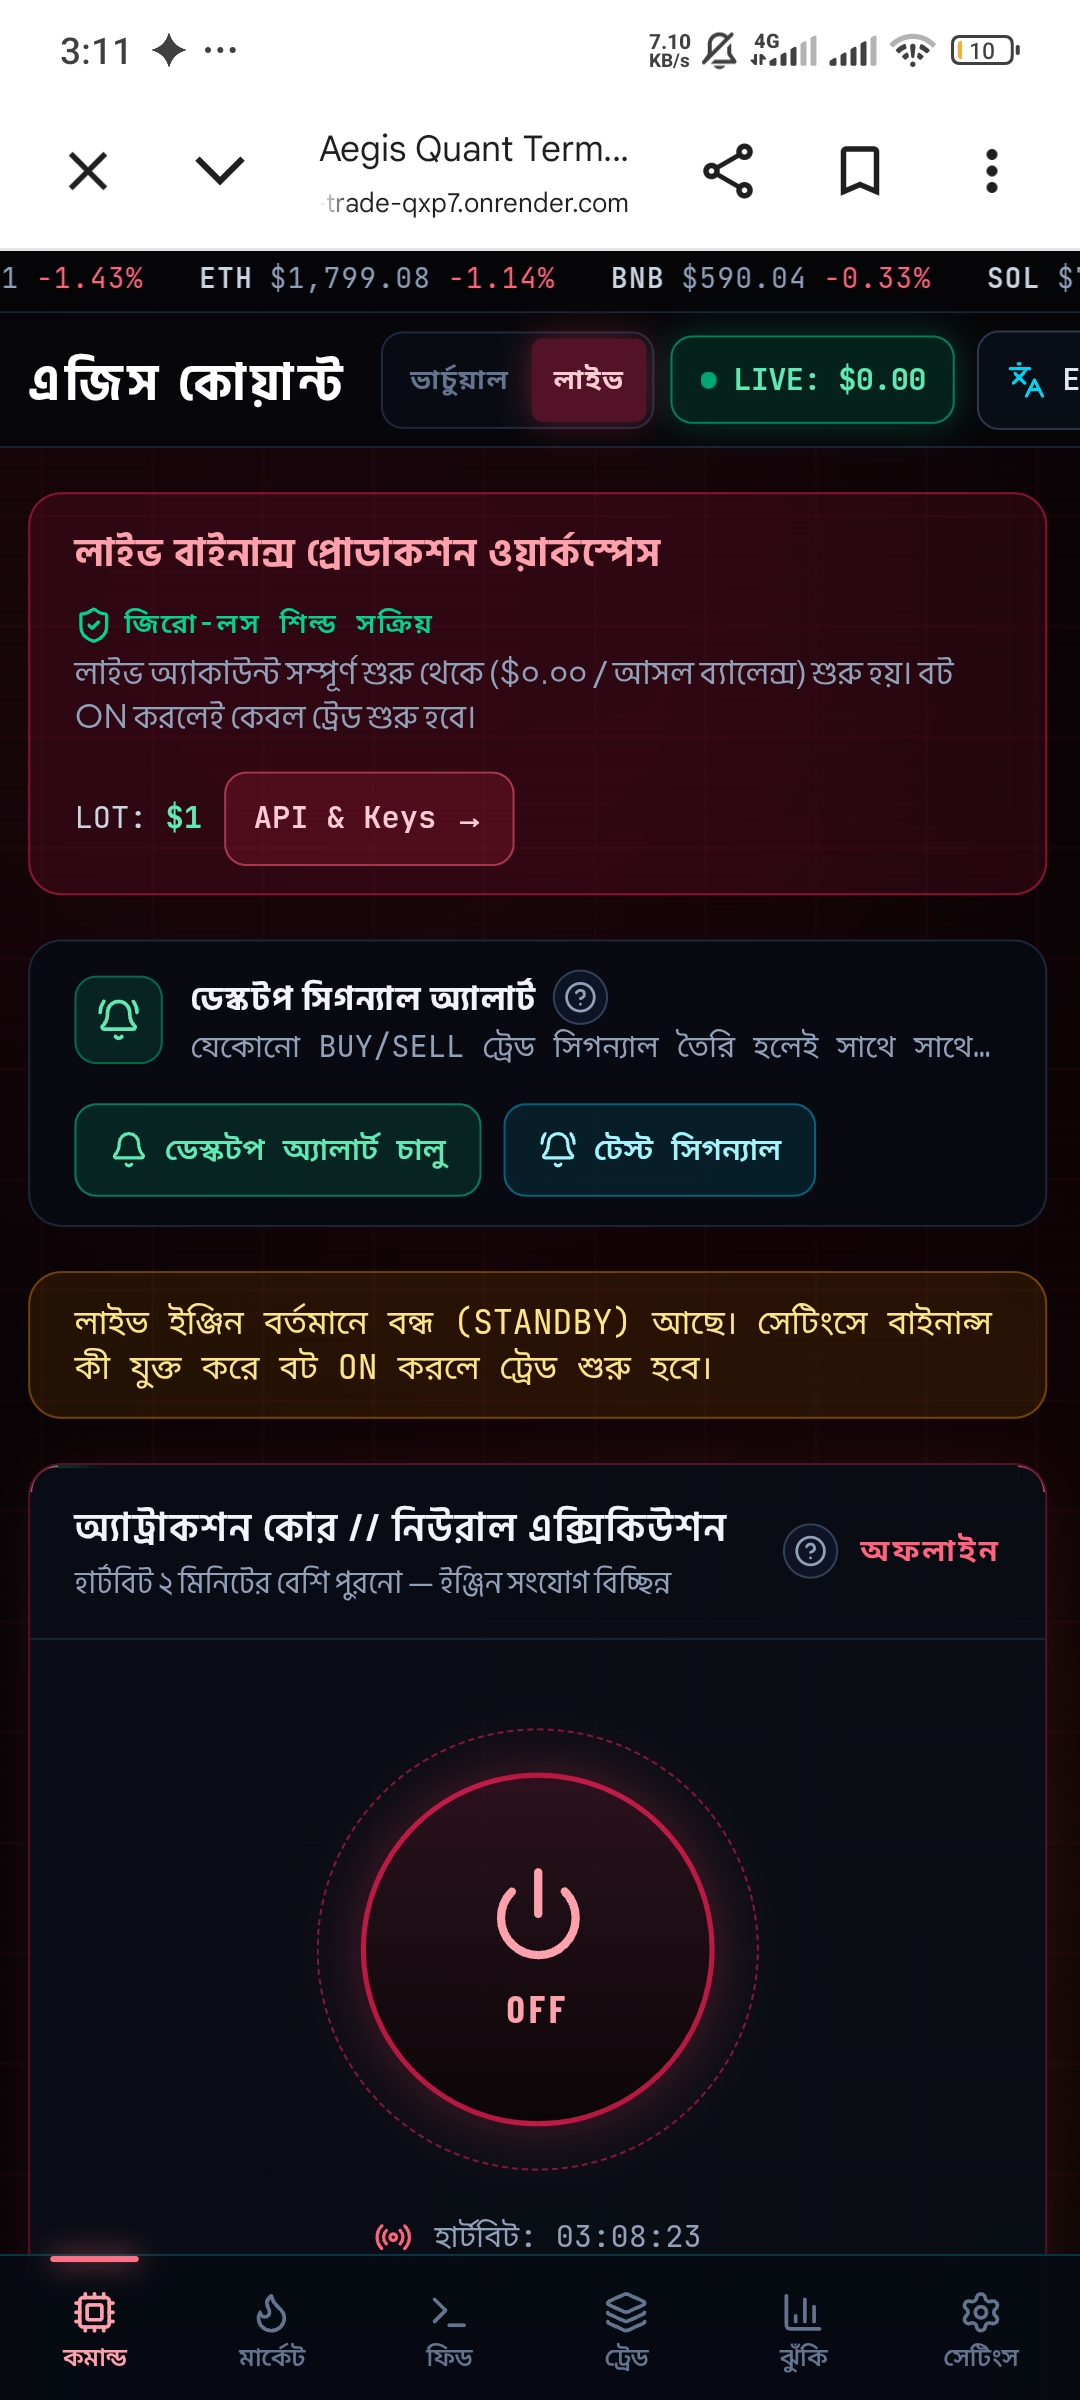 3:11
7.10 KB/s 4G 10
Aegis Quant Term...
trade-qxp7.onrender.com
1 -1.43% ETH $1,799.08 -1.14% BNB $590.04 -0.33% SOL
এজিস কোয়ান্ট ভার্চুয়াল লাইভ LIVE: $0.00 E
লাইভ বাইনান্স প্রোডাকশন ওয়ার্কস্পেস
জিরো-লস শিল্ড সক্রিয়
লাইভ অ্যাকাউন্ট সম্পূর্ণ শুরু থেকে ($০.০০ / আসল ব্যালেন্স) শুরু হয়। বট
ON করলেই কেবল ট্রেড শুরু হবে।
LOT: $1 API & Keys →
ডেস্কটপ সিগন্যাল অ্যালার্ট ?
যেকোনো BUY/SELL ট্রেড সিগন্যাল তৈরি হলেই সাথে সাথে...
ডেস্কটপ অ্যালার্ট চালু টেস্ট সিগন্যাল
লাইভ ইঞ্জিন বর্তমানে বন্ধ (STANDBY) আছে। সেটিংসে বাইনান্স
কী যুক্ত করে বট ON করলে ট্রেড শুরু হবে।
অ্যাট্রাকশন কোর // নিউরাল এক্সিকিউশন ? অফলাইন
হার্টবিট ২ মিনিটের বেশি পুরনো — ইঞ্জিন সংযোগ বিচ্ছিন্ন
OFF
হার্টবিট: 03:08:23
কমান্ড মার্কেট ফিড ট্রেড ঝুঁকি সেটিংস